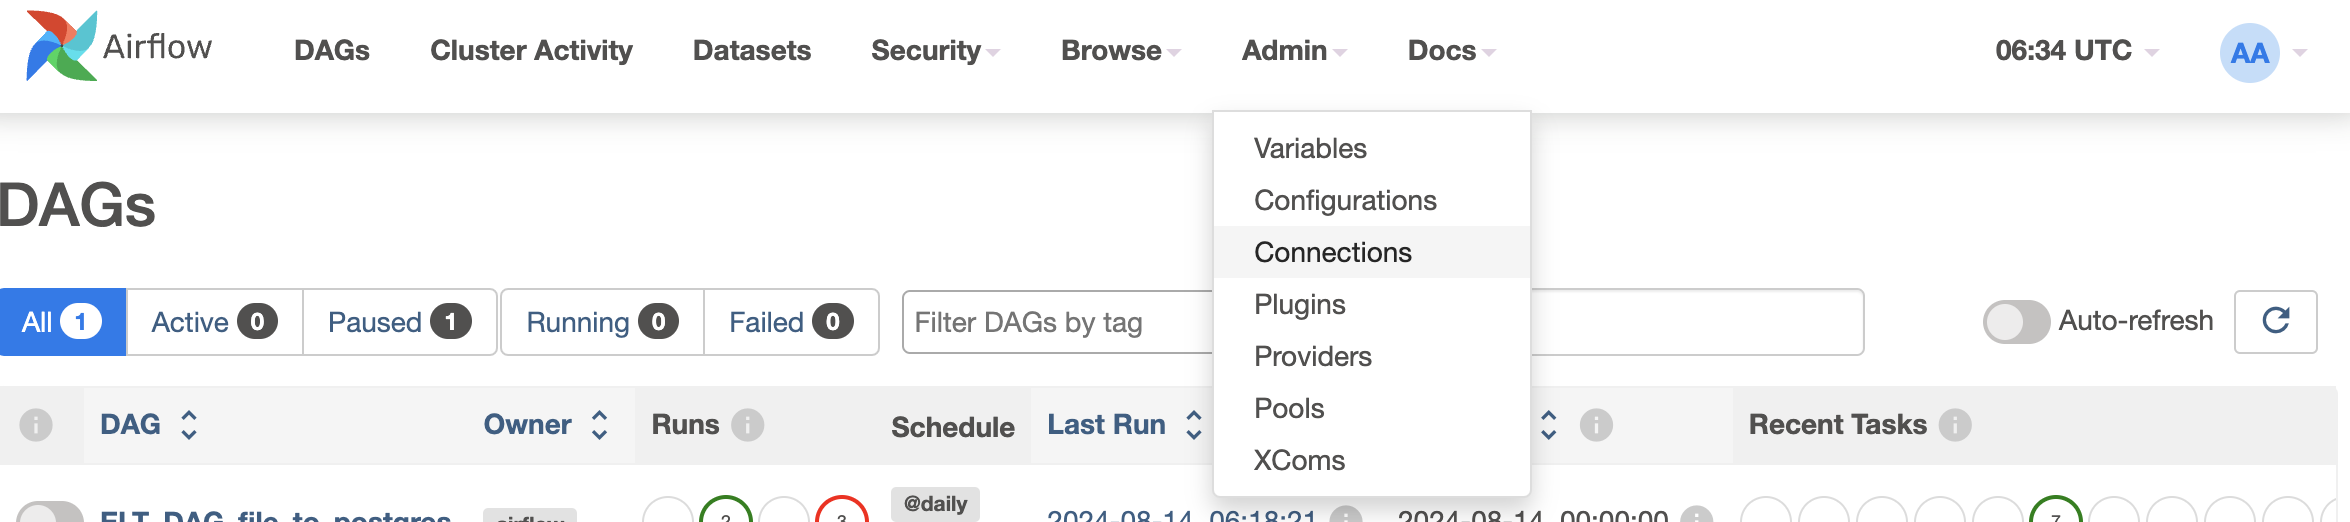 Airflow DAGs Cluster Activity Datasets Security Browse Admin Docs 06:34 UTC AA
Variables
Configurations
Connections
Plugins
Providers
Pools
XComs
DAGs
All 1 Active 0 Paused 1 Running 0 Failed 0 Filter DAGs by tag Auto-refresh
DAG Owner Runs Schedule Last Run Recent Tasks
ELT_DAG_file_to_postgres airflow 2 3 @daily 2024-08-14, 06:18:21 2024-08-14, 00:00:00 7